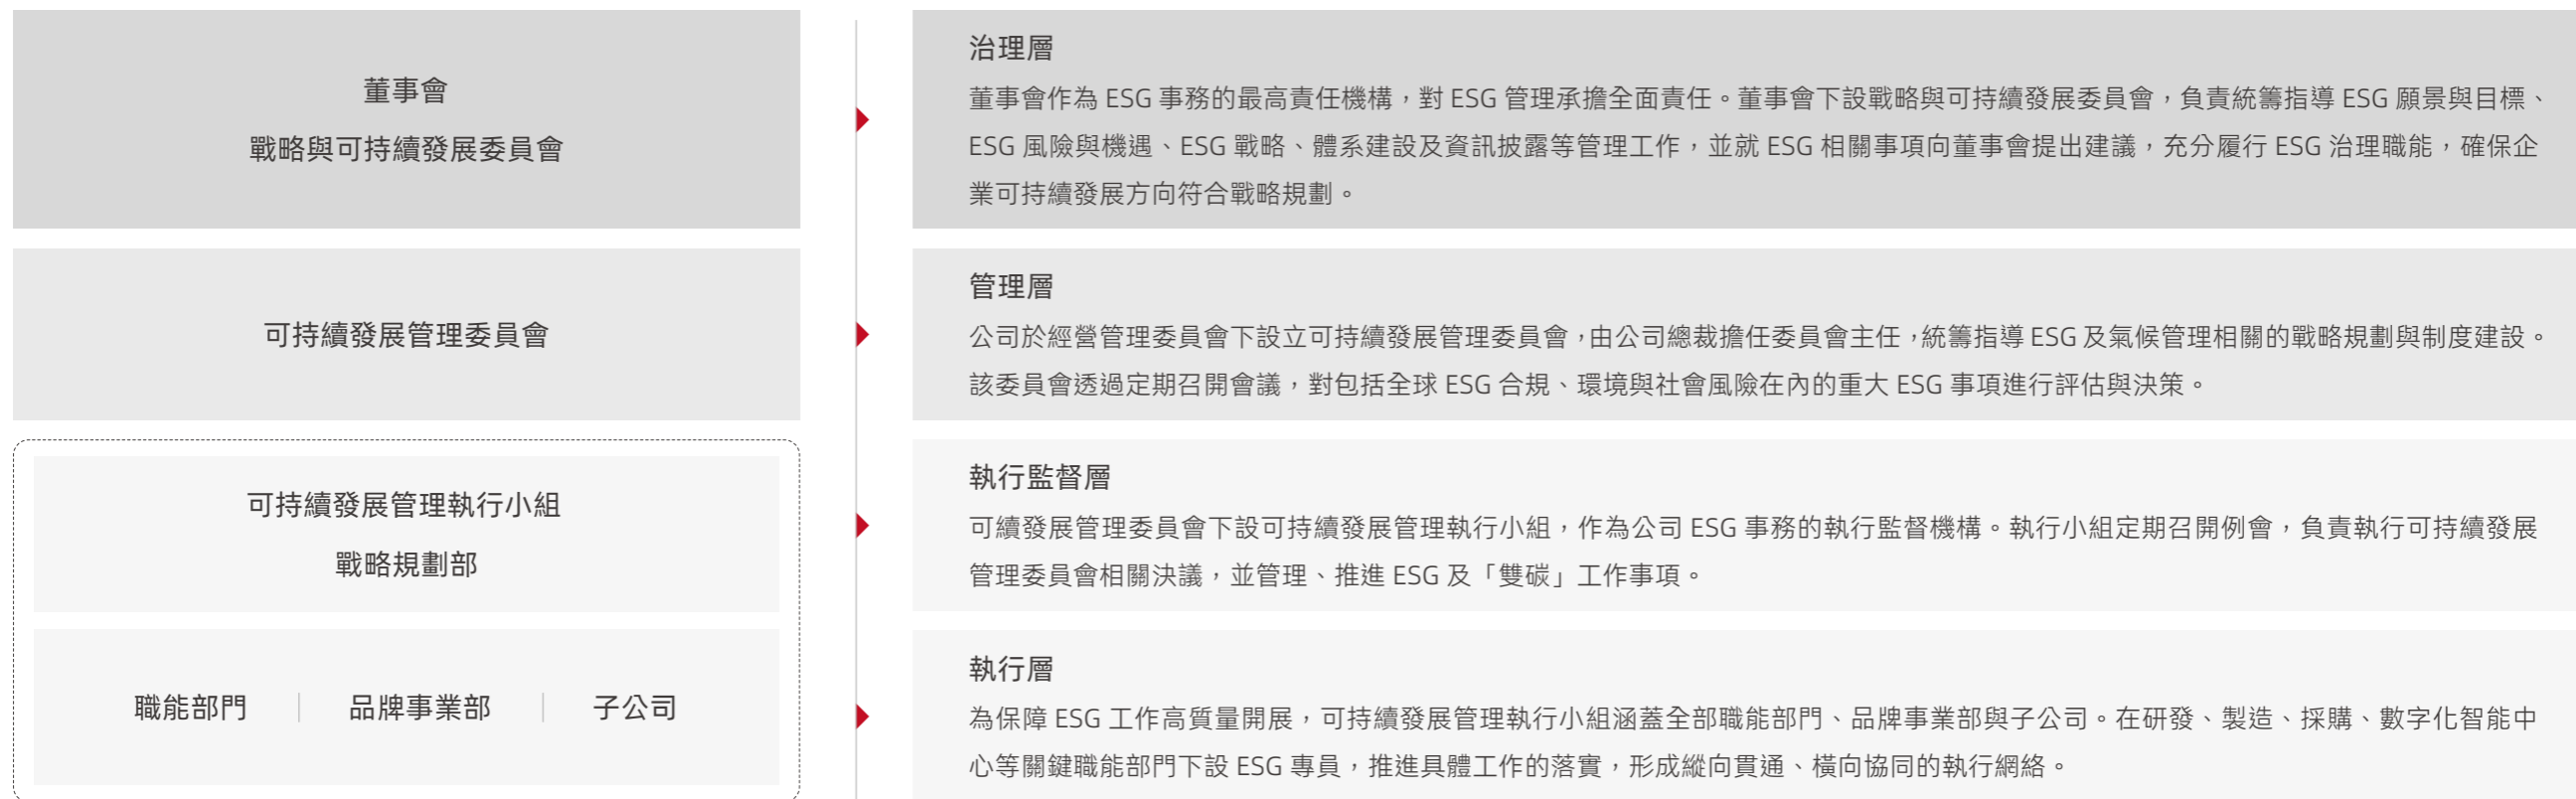 董事會
戰略與可持續發展委員會
治理層
董事會作為 ESG 事務的最高責任機構，對 ESG 管理承擔全面責任。董事會下設戰略與可持續發展委員會，負責統籌指導 ESG 願景與目標、
ESG 風險與機遇、ESG 戰略、體系建設及資訊披露等管理工作，並就 ESG 相關事項向董事會提出建議，充分履行 ESG 治理職能，確保企
業可持續發展方向符合戰略規劃。
可持續發展管理委員會
管理層
公司於經營管理委員會下設立可持續發展管理委員會，由公司總裁擔任委員會主任，統籌指導 ESG 及氣候管理相關的戰略規劃與制度建設。
該委員會透過定期召開會議，對包括全球 ESG 合規、環境與社會風險在內的重大 ESG 事項進行評估與決策。
可持續發展管理執行小組
戰略規劃部
執行監督層
可續發展管理委員會下設可持續發展管理執行小組，作為公司 ESG 事務的執行監督機構。執行小組定期召開例會，負責執行可持續發展
管理委員會相關決議，並管理、推進 ESG 及「雙碳」工作事項。
職能部門 | 品牌事業部 | 子公司
執行層
為保障 ESG 工作高質量開展，可持續發展管理執行小組涵蓋全部職能部門、品牌事業部與子公司。在研發、製造、採購、數字化智能中
心等關鍵職能部門下設 ESG 專員，推進具體工作的落實，形成縱向貫通、橫向協同的執行網絡。